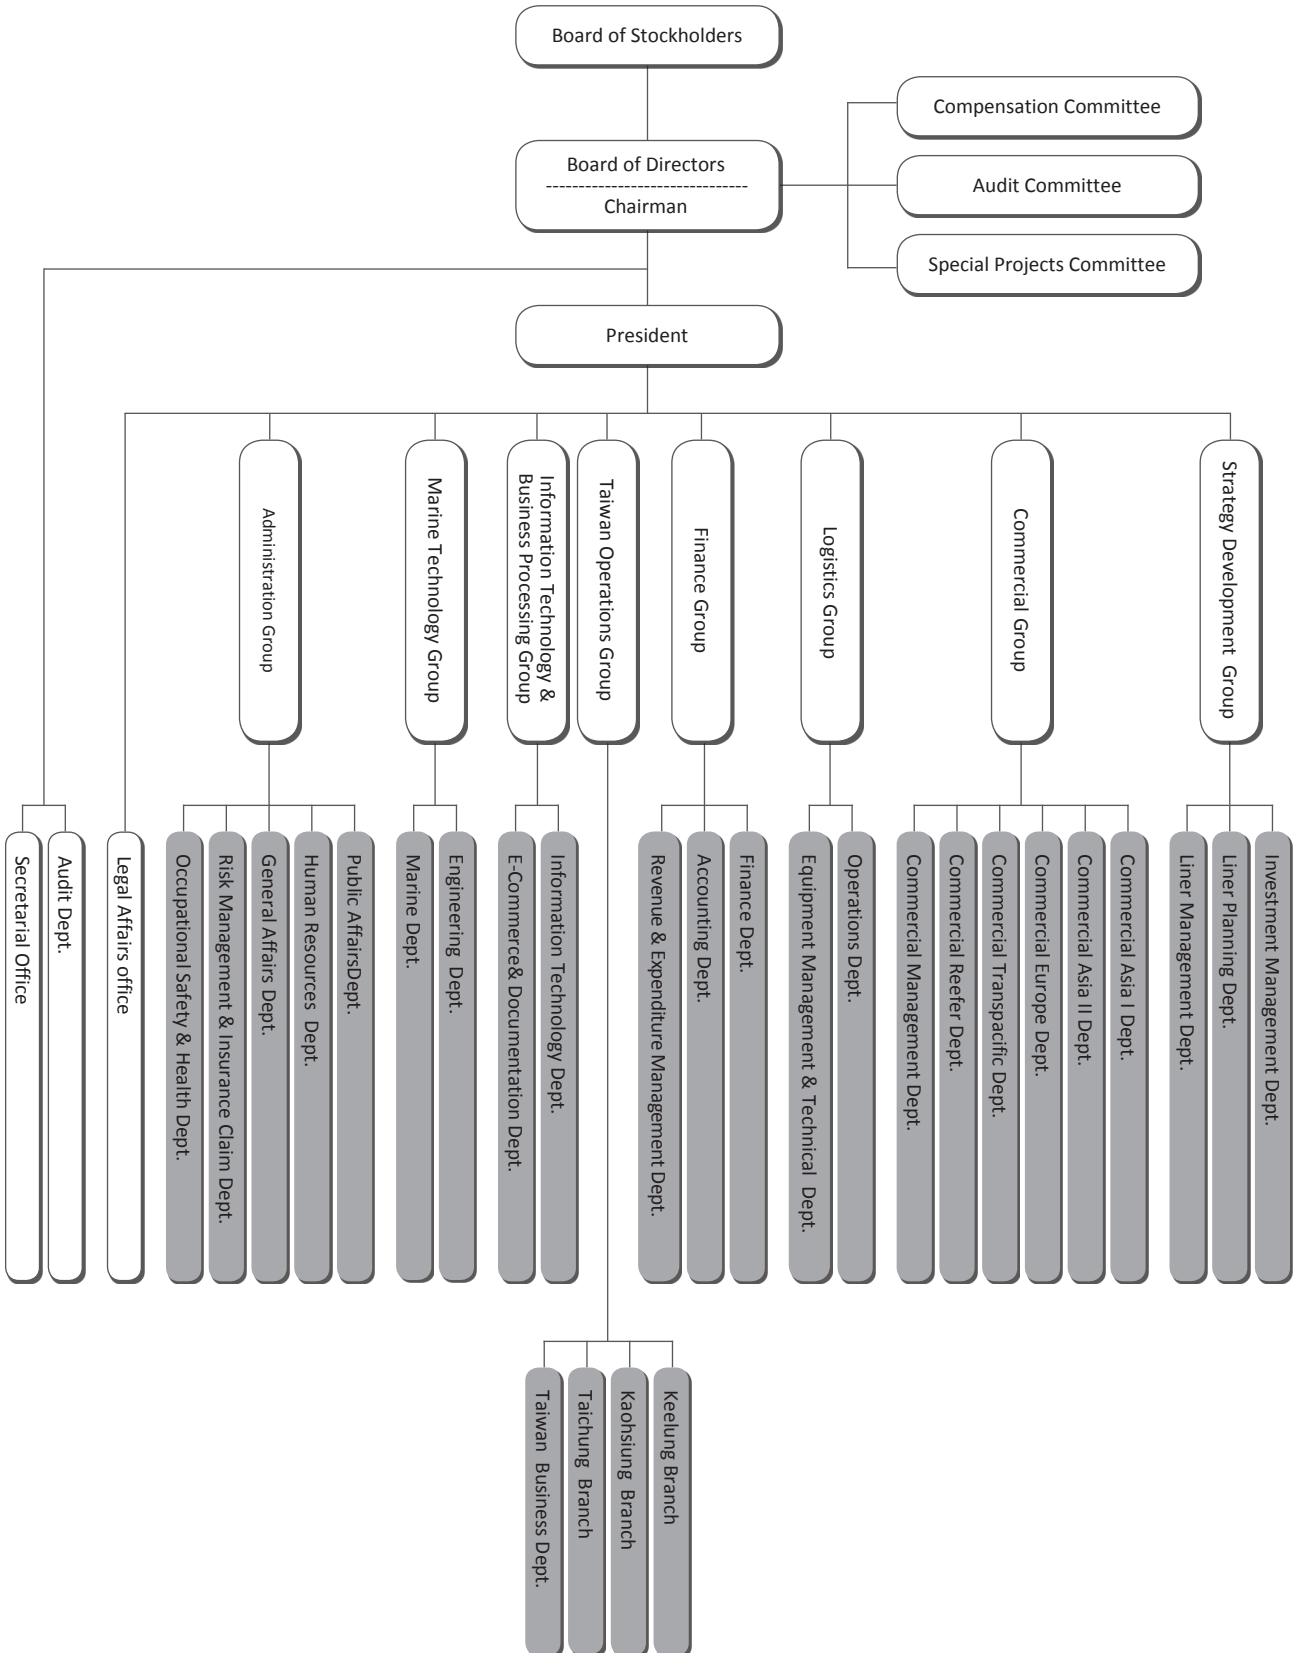 Board of Stockholders
Compensation Committee
Board of Directors
--------------------------------
Chairman
Audit Committee
Special Projects Committee
President
Administration Group
Marine Technology Group
Information Technology &
Business Processing Group
Taiwan Operations Group
Finance Group
Logistics Group
Commercial Group
Strategy Development Group
Secretarial Office
Audit Dept.
Legal Affairs office
Occupational Safety & Health Dept.
Risk Management & Insurance Claim Dept.
General Affairs Dept.
Human Resources Dept.
Public AffairsDept.
Marine Dept.
Engineering Dept.
E-Commerce& Documentation Dept.
Information Technology Dept.
Revenue & Expenditure Management Dept.
Accounting Dept.
Finance Dept.
Equipment Management & Technical Dept.
Operations Dept.
Commercial Management Dept.
Commercial Reefer Dept.
Commercial Transpacific Dept.
Commercial Europe Dept.
Commercial Asia II Dept.
Commercial Asia I Dept.
Liner Management Dept.
Liner Planning Dept.
Investment Management Dept.
Taiwan Business Dept.
Taichung Branch
Kaohsiung Branch
Keelung Branch